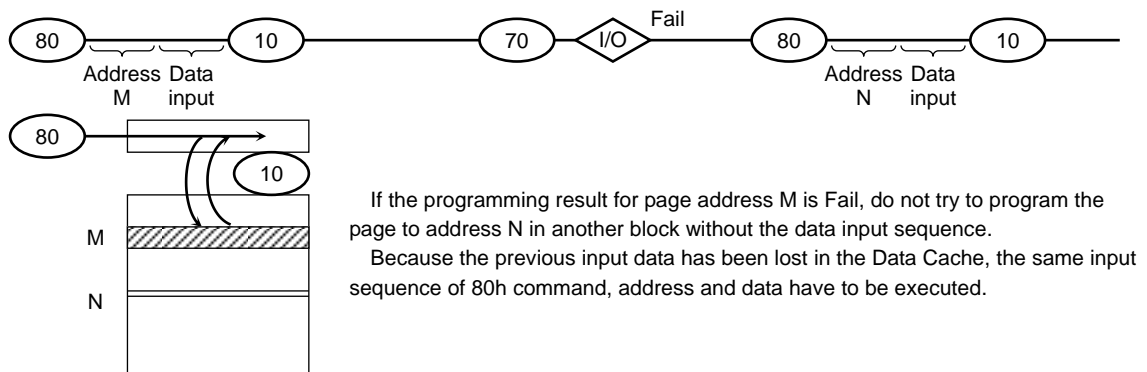 Fail
80 10 70 I/O 80 10
Address Data Address Data
M input N input
80
10
If the programming result for page address M is Fail, do not try to program the
M
page to address N in another block without the data input sequence.
Because the previous input data has been lost in the Data Cache, the same input
N
sequence of 80h command, address and data have to be executed.